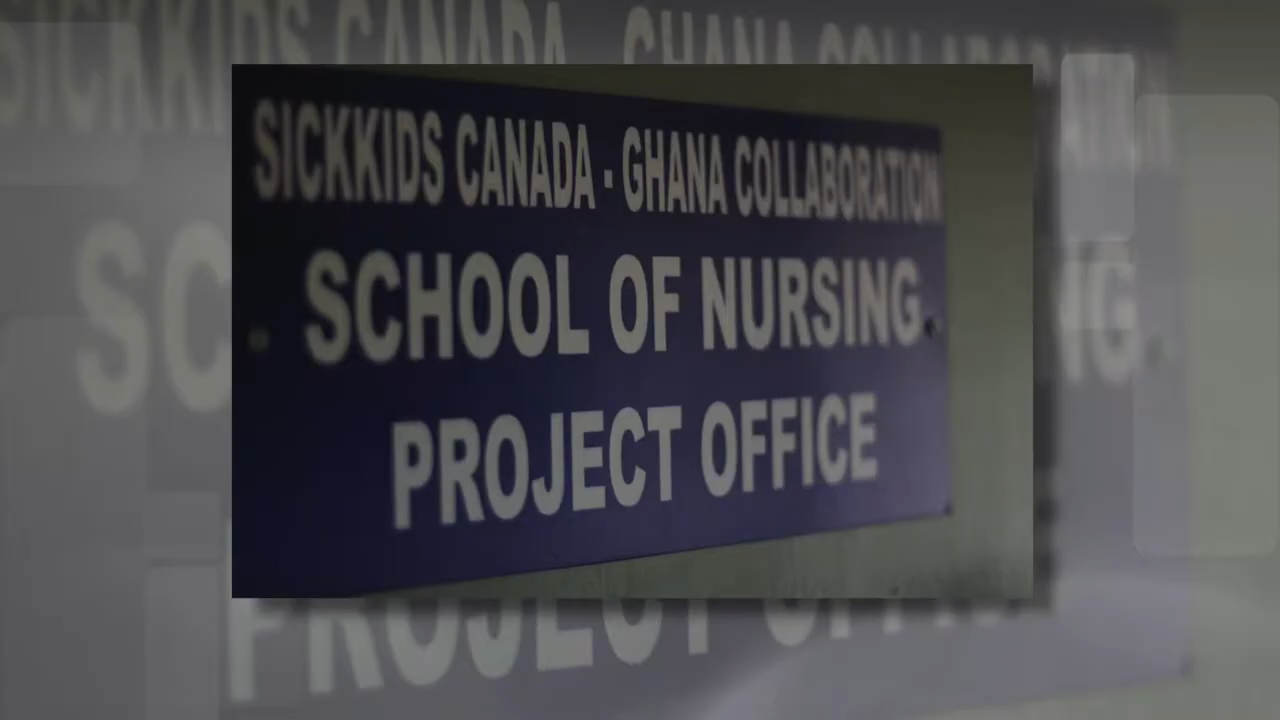 SICKKIDS CANADA - GHANA COLLABORATION
SCHOOL OF NURSING
PROJECT OFFICE